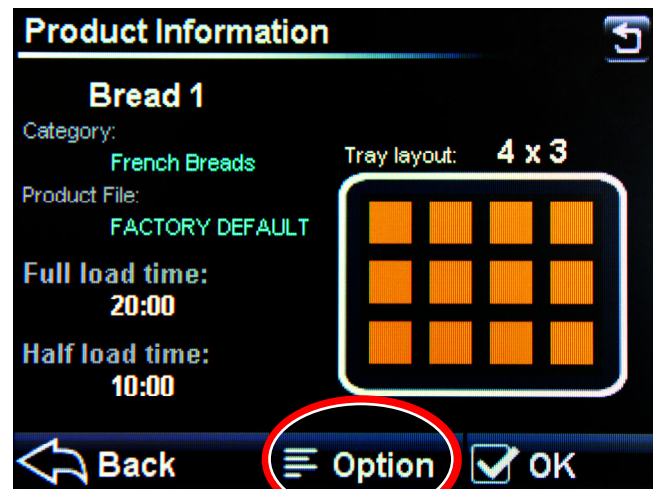 Product Information
Bread 1
Category:
French Breads
Product File:
FACTORY DEFAULT
Full load time:
20:00
Half load time:
10:00
Tray layout: 4 x 3
Back
Option
OK